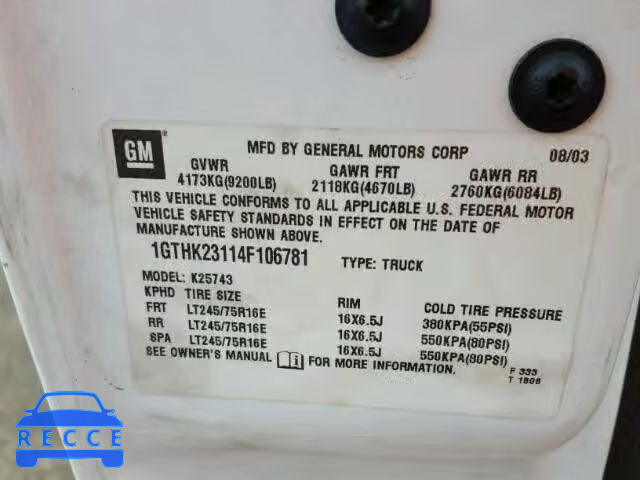 GM ® MFD BY GENERAL MOTORS CORP 08/03
GVWR GAWR FRT GAWR RR
4173KG(9200LB) 2118KG(4670LB) 2760KG(6084LB)
THIS VEHICLE CONFORMS TO ALL APPLICABLE U.S. FEDERAL MOTOR
VEHICLE SAFETY STANDARDS IN EFFECT ON THE DATE OF
MANUFACTURE SHOWN ABOVE.
1GTHK23114F106781 TYPE: TRUCK
MODEL: K25743
KPHD TIRE SIZE RIM COLD TIRE PRESSURE
FRT LT245/75R16E 16X6.5J 380KPA(55PSI)
RR LT245/75R16E 16X6.5J 550KPA(80PSI)
SPA LT245/75R16E 16X6.5J 550KPA(80PSI)
SEE OWNER'S MANUAL FOR MORE INFORMATION.
F 333
T 1806
RECCE